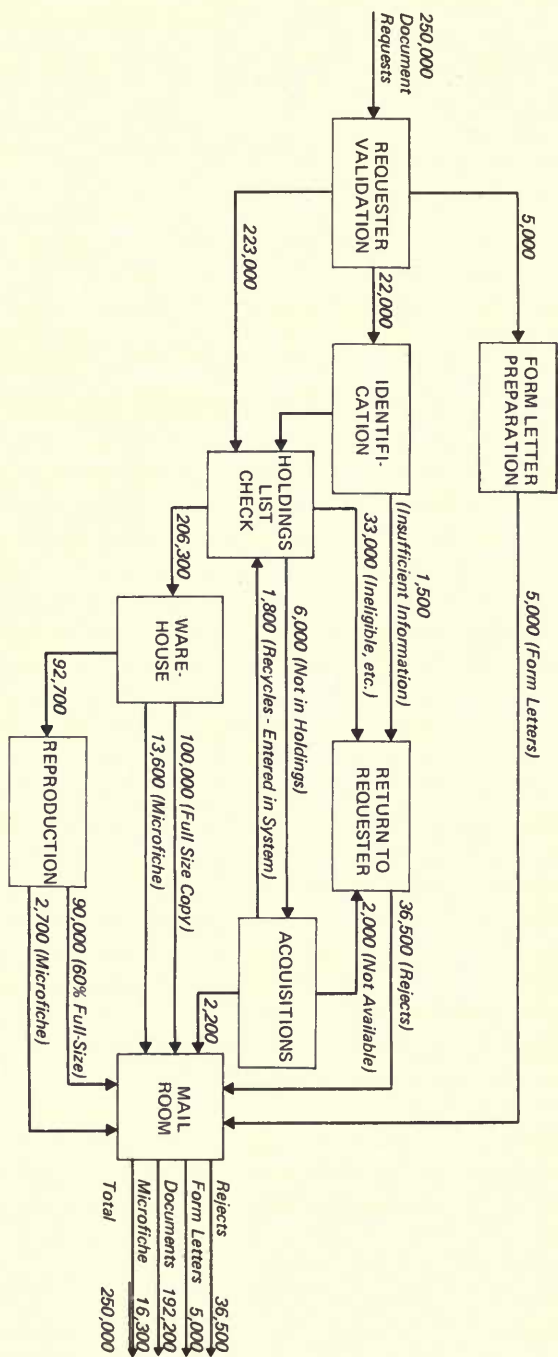 250,000
Document
Requests
REQUESTER
VALIDATION
5,000
22,000
223,000
FORM LETTER
PREPARATION
5,000 (Form Letters)
IDENTIFI-
CATION
1,500
(Insufficient Information)
HOLDINGS
LIST
CHECK
33,000 (Ineligible, etc.)
6,000 (Not in Holdings)
1,800 (Recycles - Entered in System)
206,300
RETURN TO
REQUESTER
36,500 (Rejects)
2,000 (Not Available)
ACQUISITIONS
2,200
WARE-
HOUSE
100,000 (Full Size Copy)
13,600 (Microfiche)
92,700
REPRODUCTION
90,000 (60% Full-Size)
2,700 (Microfiche)
MAIL
ROOM
Rejects 36,500
Form Letters 5,000
Documents 192,200
Microfiche 16,300
Total 250,000